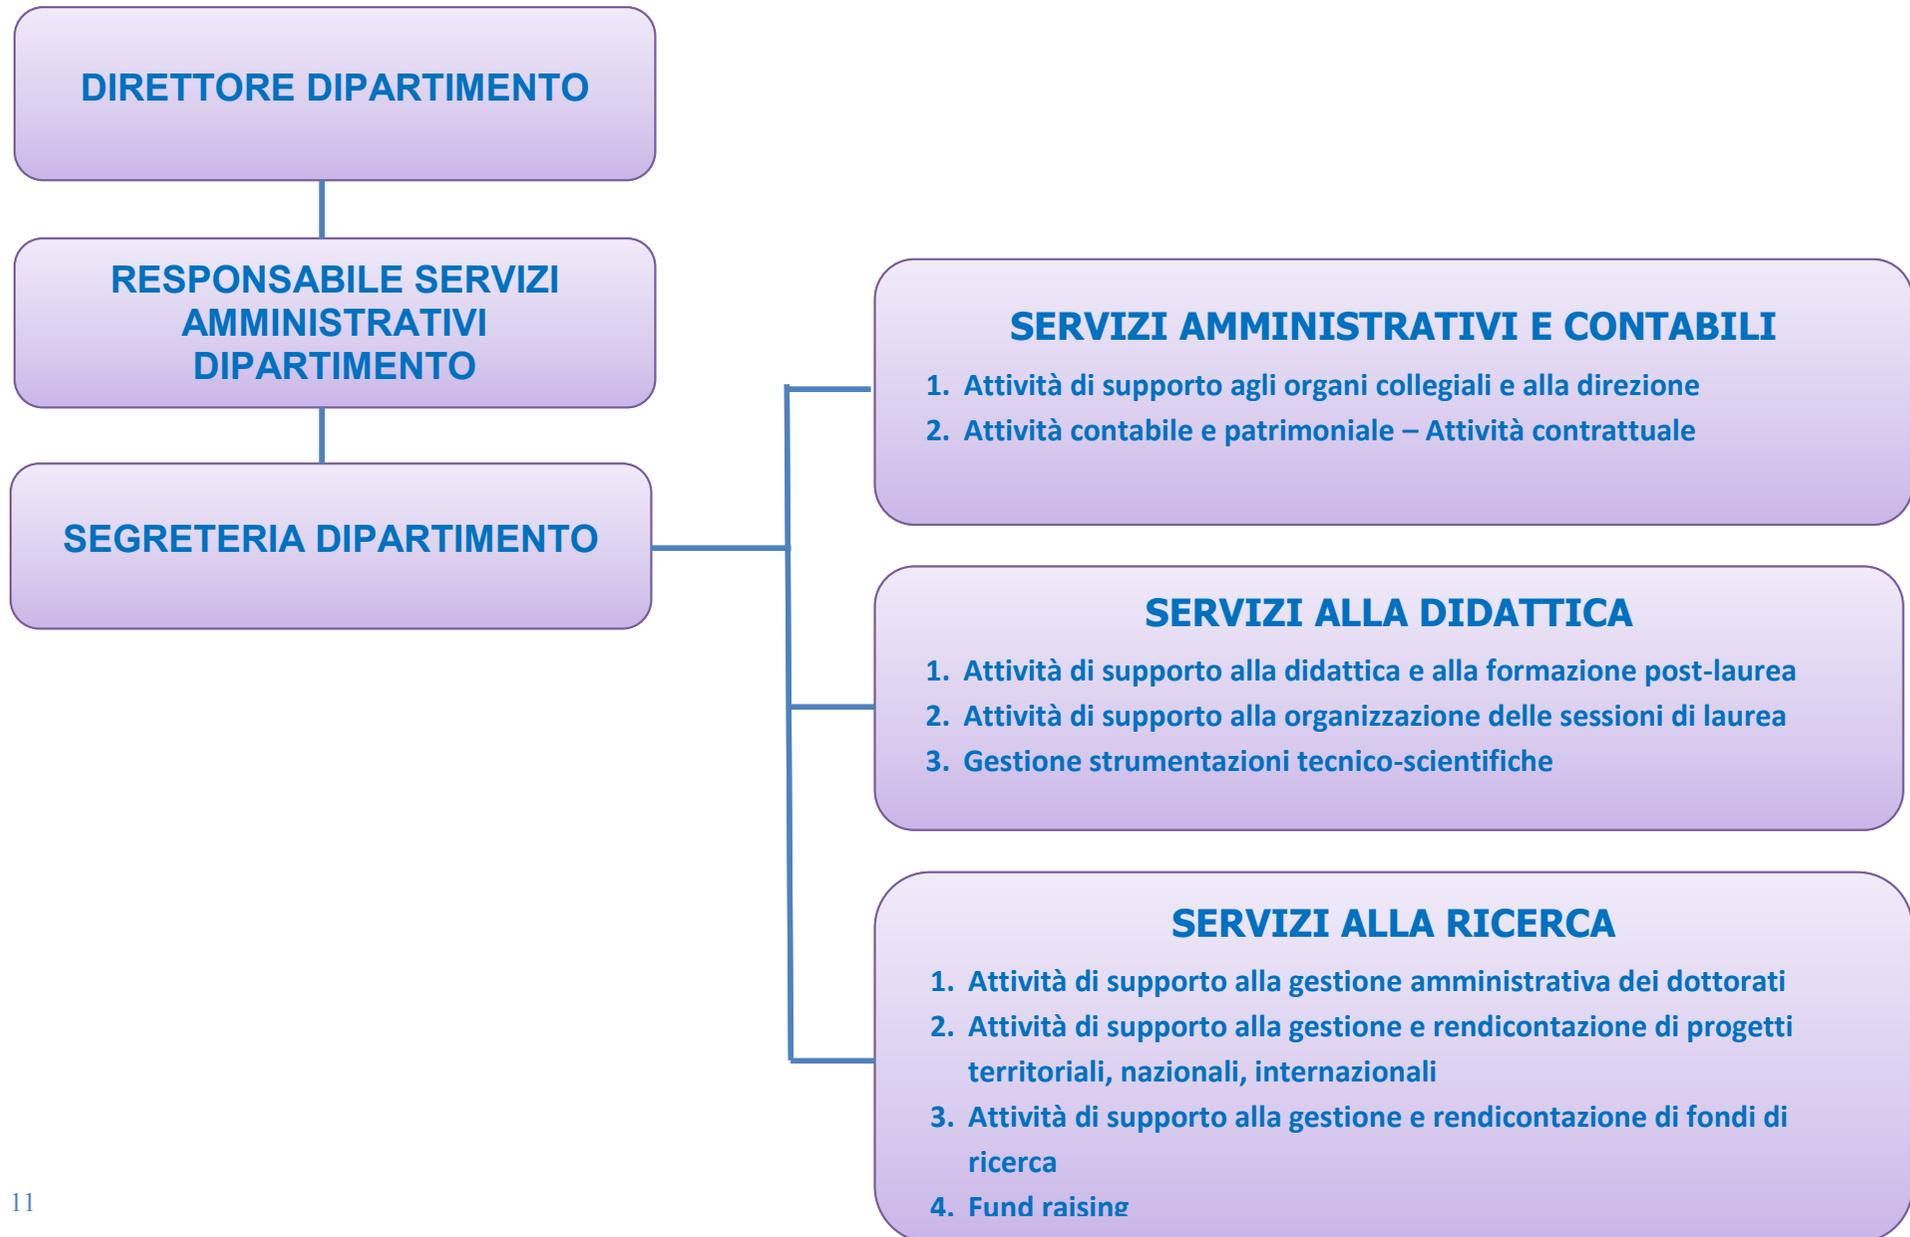 DIRETTORE DIPARTIMENTO
RESPONSABILE SERVIZI
AMMINISTRATIVI
DIPARTIMENTO
SEGRETERIA DIPARTIMENTO
SERVIZI AMMINISTRATIVI E CONTABILI
1. Attività di supporto agli organi collegiali e alla direzione
2. Attività contabile e patrimoniale – Attività contrattuale
SERVIZI ALLA DIDATTICA
1. Attività di supporto alla didattica e alla formazione post-laurea
2. Attività di supporto alla organizzazione delle sessioni di laurea
3. Gestione strumentazioni tecnico-scientifiche
SERVIZI ALLA RICERCA
1. Attività di supporto alla gestione amministrativa dei dottorati
2. Attività di supporto alla gestione e rendicontazione di progetti
territoriali, nazionali, internazionali
3. Attività di supporto alla gestione e rendicontazione di fondi di
ricerca
4. Fund raising
11